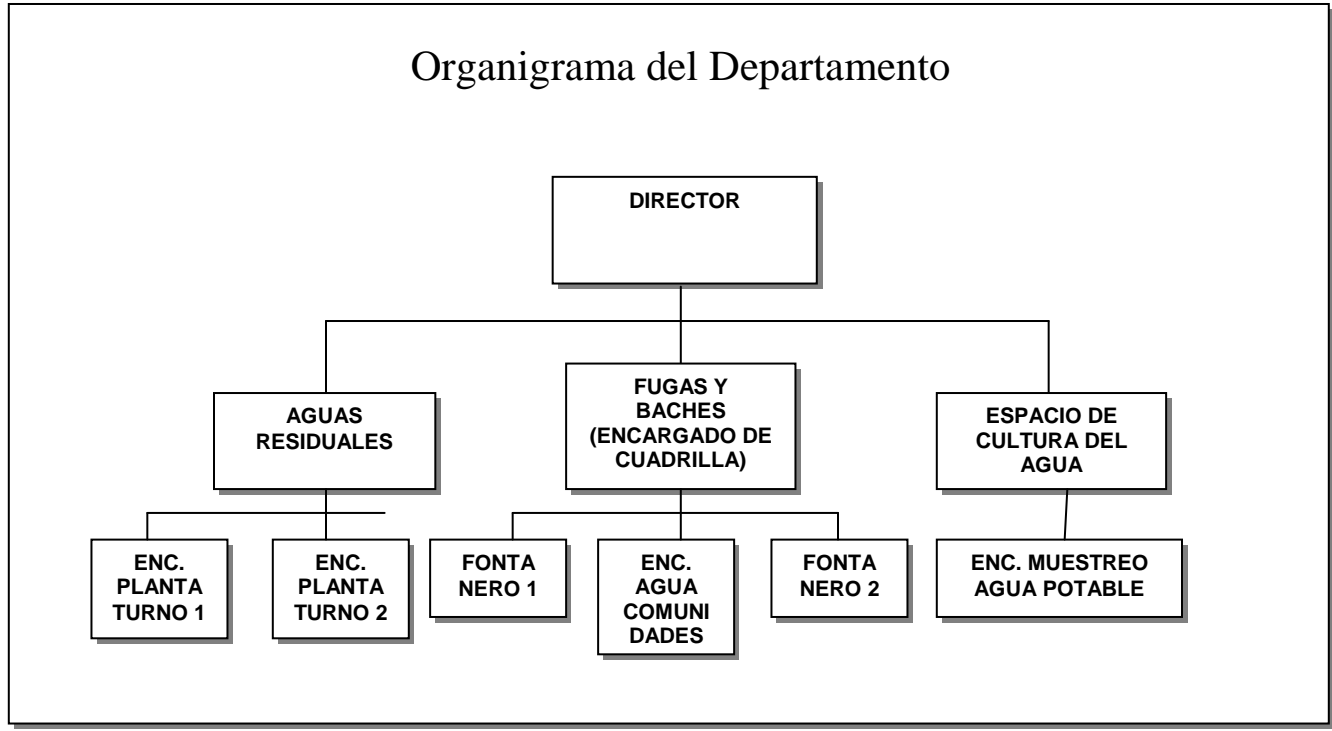 Organigrama del Departamento
DIRECTOR
AGUAS
RESIDUALES
FUGAS Y
BACHES
(ENCARGADO DE
CUADRILLA)
ESPACIO DE
CULTURA DEL
AGUA
ENC.
PLANTA
TURNO 1
ENC.
PLANTA
TURNO 2
FONTA
NERO 1
ENC.
AGUA
COMUNI
DADES
FONTA
NERO 2
ENC. MUESTREO
AGUA POTABLE